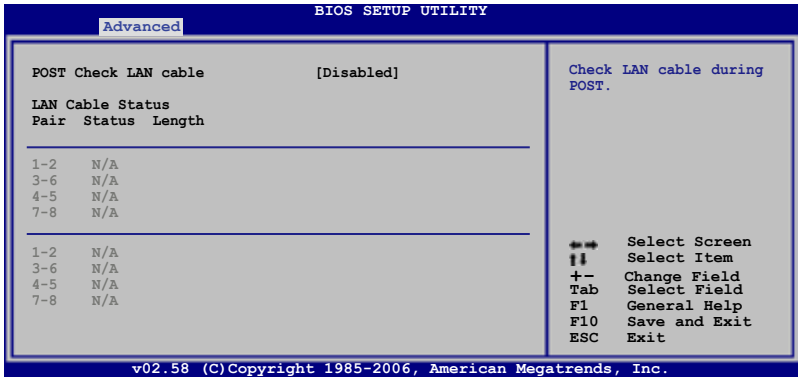 BIOS SETUP UTILITY
Advanced
POST Check LAN cable [Disabled]
LAN Cable Status
Pair Status Length
1-2 N/A
3-6 N/A
4-5 N/A
7-8 N/A
1-2 N/A
3-6 N/A
4-5 N/A
7-8 N/A
Check LAN cable during
POST.
Select Screen
Select Item
+- Change Field
Tab Select Field
F1 General Help
F10 Save and Exit
ESC Exit
v02.58 (C)Copyright 1985-2006, American Megatrends, Inc.